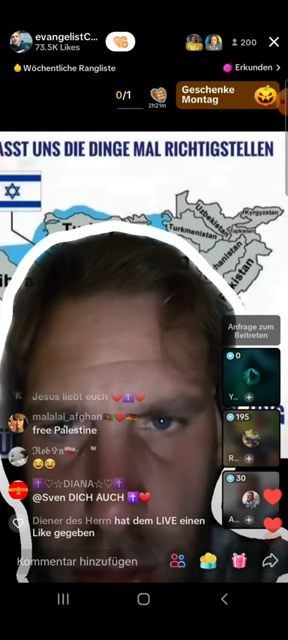 evangelistC...
73.5K Likes
200
Wöchentliche Rangliste
Erkunden >
0/1
2h21m
Geschenke
Montag
ASST UNS DIE DINGE MAL RICHTIGSTELLEN
Uzbekistan
Kyrgyzstan
Turkmenistan
Tajikistan
Anfrage zum
Beitreten
0
Y...
Jesus liebt euch ❤️✝️❤️
malalai_afghan
free Palestine
195
R...
😂😂
✝️♡☆DIANA☆♡✝️
@Sven DICH AUCH ✝️❤️
30
A...
Diener des Herrn hat dem LIVE einen
Like gegeben
Kommentar hinzufügen